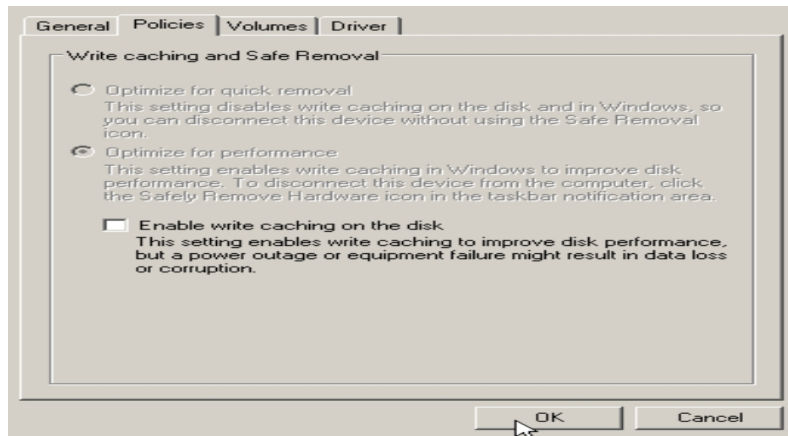 General Policies Volumes Driver
Write caching and Safe Removal
Optimize for quick removal
This setting disables write caching on the disk and in Windows, so
you can disconnect this device without using the Safe Removal
icon.
Optimize for performance
This setting enables write caching in Windows to improve disk
performance. To disconnect this device from the computer, click
the Safely Remove Hardware icon in the taskbar notification area.
Enable write caching on the disk
This setting enables write caching to improve disk performance,
but a power outage or equipment failure might result in data loss
or corruption.
OK Cancel